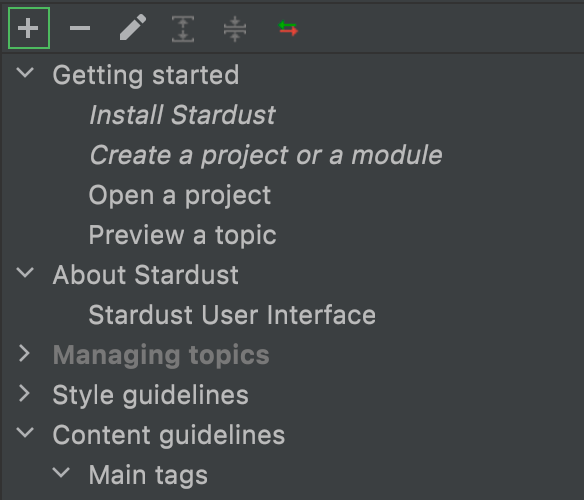 Getting started
Install Stardust
Create a project or a module
Open a project
Preview a topic
About Stardust
Stardust User Interface
Managing topics
Style guidelines
Content guidelines
Main tags